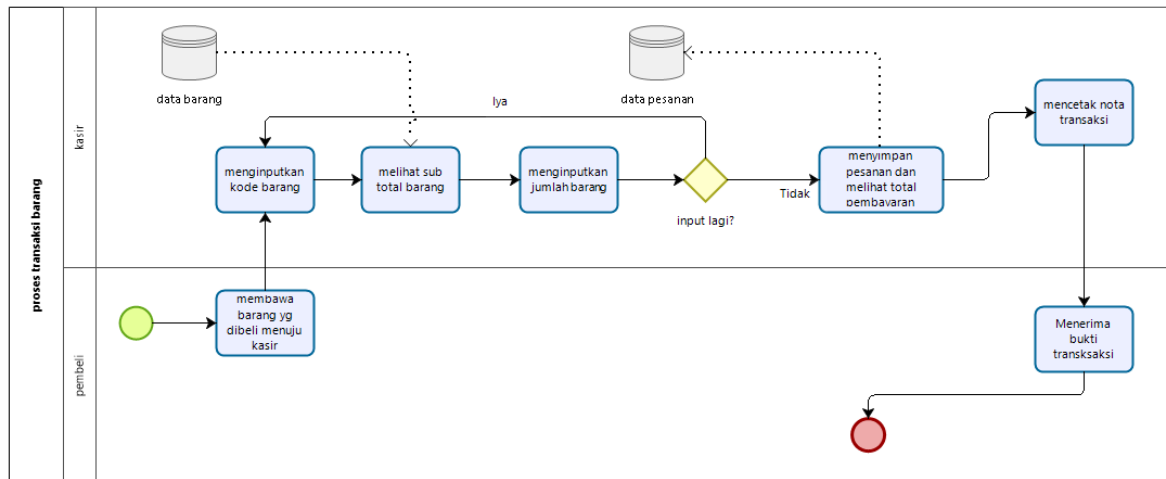 proses transaksi barang
kasir
data barang
data pesanan
Iya
menginputkan
kode barang
melihat sub
total barang
menginputkan
jumlah barang
input lagi?
Tidak
menyimpan
pesanan dan
melihat total
pembayaran
mencetak nota
transaksi
pembeli
membawa
barang yg
dibeli menuju
kasir
Menerima
bukti
transksaksi